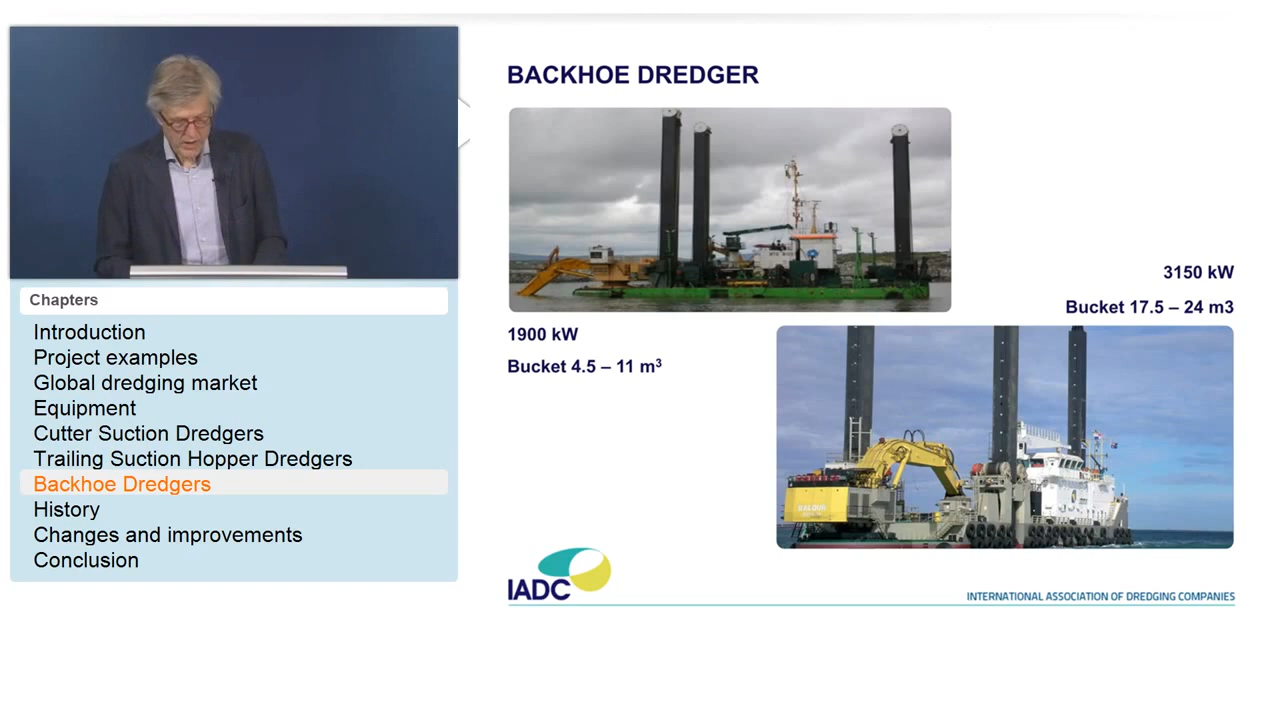 BACKHOE DREDGER
Chapters
Introduction
Project examples
Global dredging market
Equipment
Cutter Suction Dredgers
Trailing Suction Hopper Dredgers
Backhoe Dredgers
History
Changes and improvements
Conclusion
3150 kW
Bucket 17.5 – 24 m3
1900 kW
Bucket 4.5 – 11 m³
IADC
INTERNATIONAL ASSOCIATION OF DREDGING COMPANIES